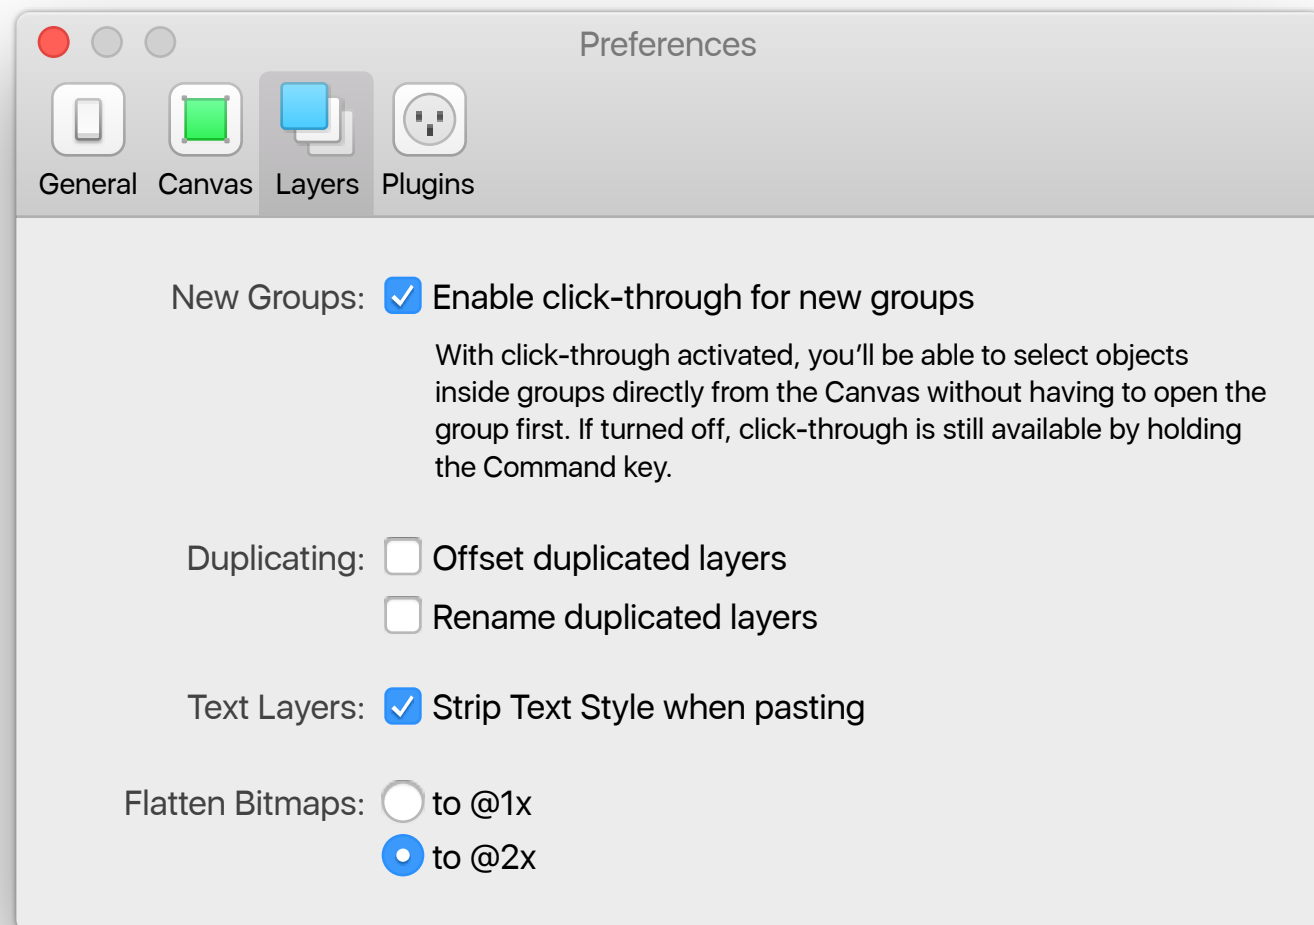 Preferences
General Canvas Layers Plugins
New Groups: Enable click-through for new groups
With click-through activated, you’ll be able to select objects
inside groups directly from the Canvas without having to open the
group first. If turned off, click-through is still available by holding
the Command key.
Duplicating: Offset duplicated layers
Rename duplicated layers
Text Layers: Strip Text Style when pasting
Flatten Bitmaps: to @1x
to @2x